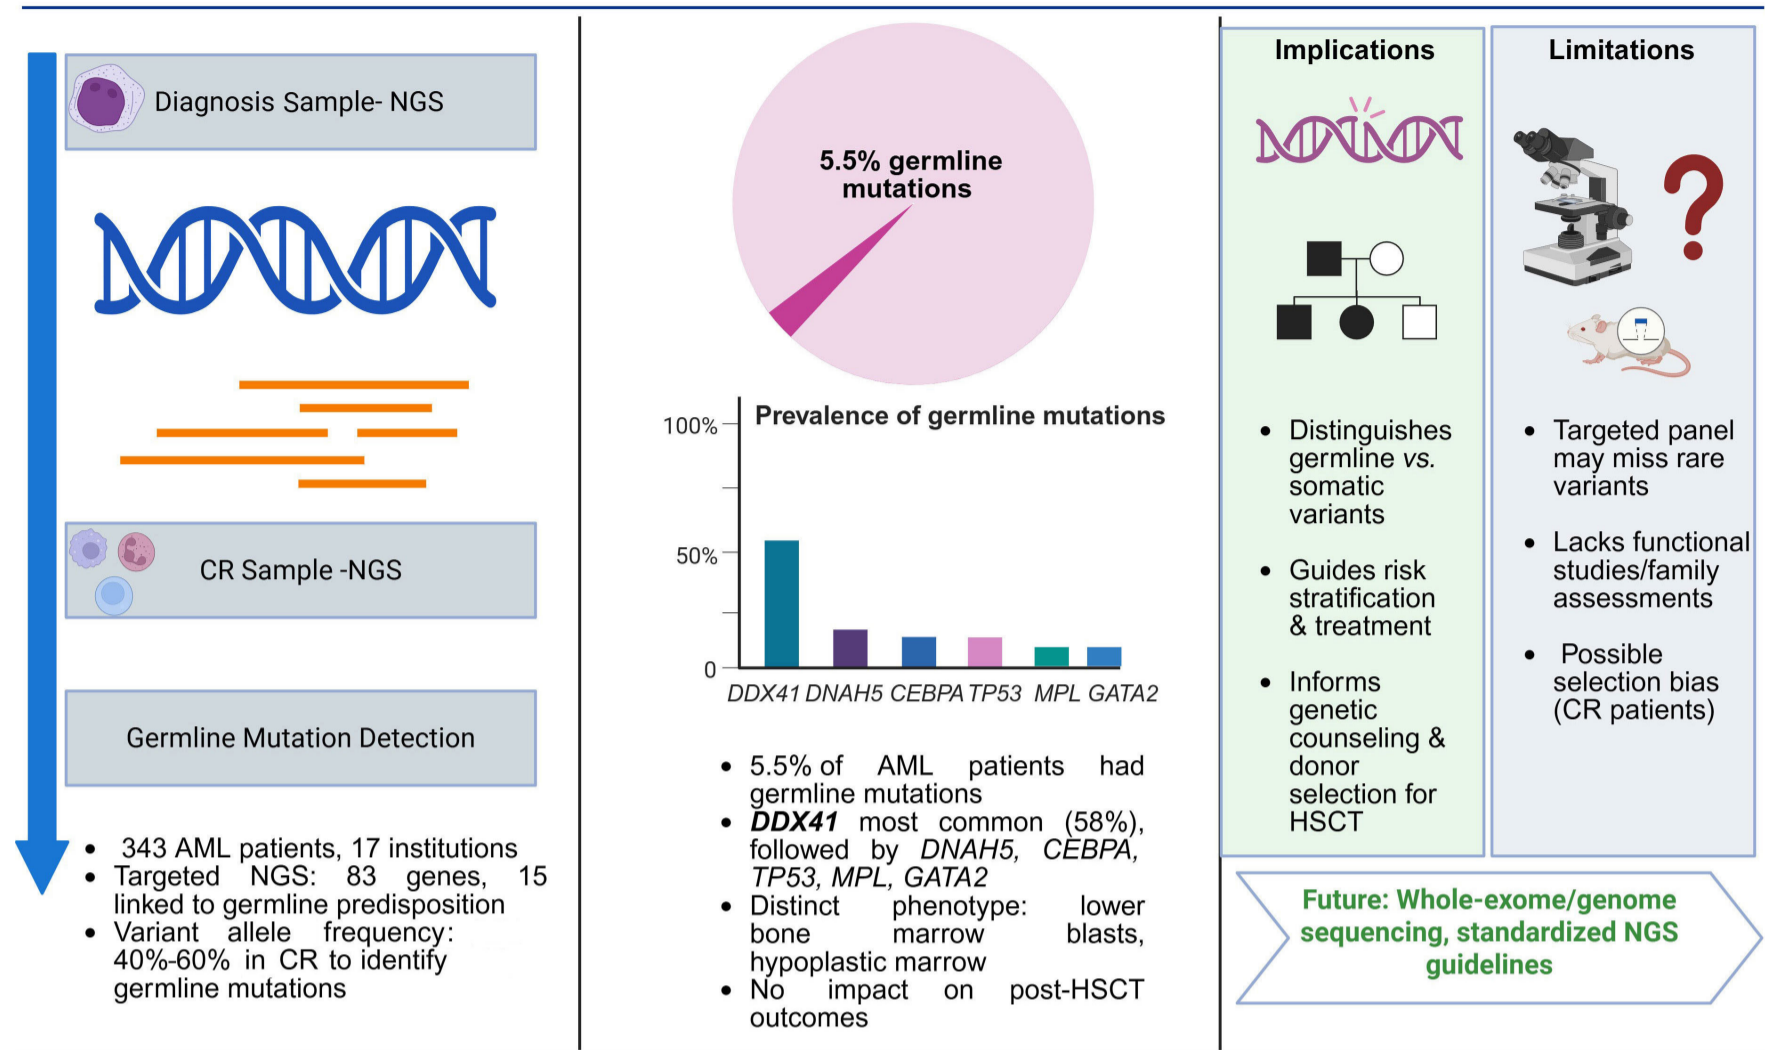 Diagnosis Sample- NGS
CR Sample -NGS
Germline Mutation Detection
• 343 AML patients, 17 institutions
• Targeted NGS: 83 genes, 15
linked to germline predisposition
• Variant allele frequency:
40%-60% in CR to identify
germline mutations
5.5% germline
mutations
Prevalence of germline mutations
100%
50%
0
DDX41 DNAH5 CEBPA TP53 MPL GATA2
• 5.5% of AML patients had
germline mutations
• DDX41 most common (58%),
followed by DNAH5, CEBPA,
TP53, MPL, GATA2
• Distinct phenotype: lower
bone marrow blasts,
hypoplastic marrow
• No impact on post-HSCT
outcomes
Implications
• Distinguishes
germline vs.
somatic
variants
• Guides risk
stratification
& treatment
• Informs
genetic
counseling &
donor
selection for
HSCT
Limitations
• Targeted panel
may miss rare
variants
• Lacks functional
studies/family
assessments
• Possible
selection bias
(CR patients)
Future: Whole-exome/genome
sequencing, standardized NGS
guidelines